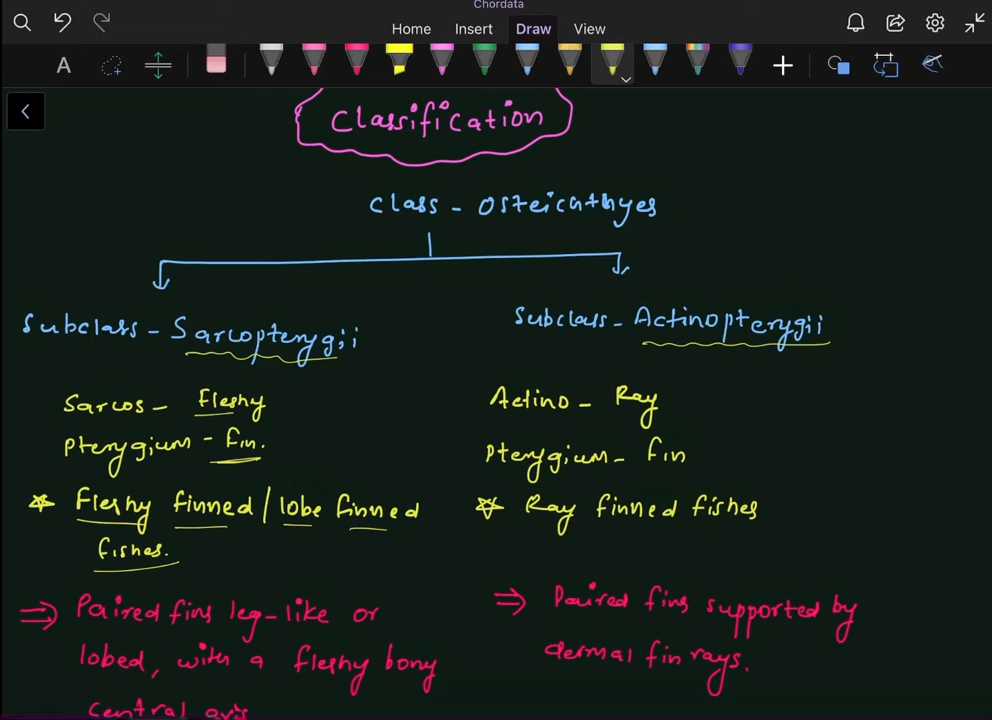 Chordata
Home Insert Draw View
A
Classification
Class - Osteicathyes
Subclass - Sarcopterygii
Subclass - Actinopterygii
Sarcos - Fleshy
Pterygium - fin.
Actino - Ray
Pterygium - fin
Fleshy finned / lobe finned
fishes.
Ray finned fishes
⇒ Paired fins leg-like or
lobed, with a fleshy bony
central axis
⇒ Paired fins supported by
dermal fin rays.